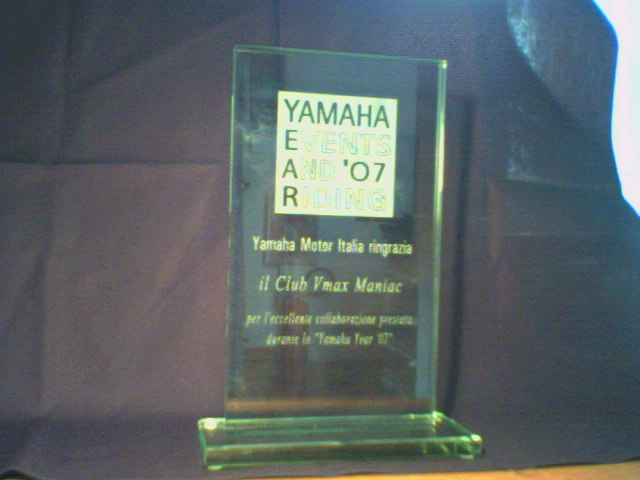 YAMAHA
EVENTS
AND '07
RIDING
Yamaha Motor Italia ringrazia
il Club Vmax Maniac
per l'eccellente collaborazione prestata
durante lo "Yamaha Year '07"